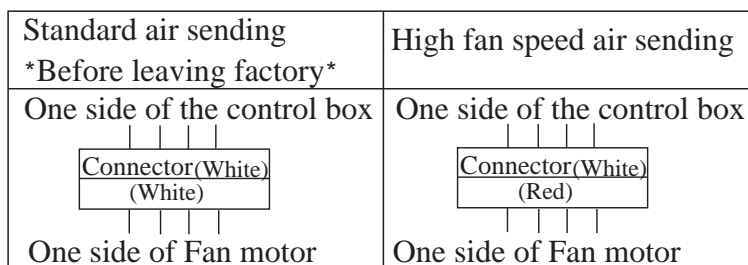 Standard air sending
*Before leaving factory*
High fan speed air sending
One side of the control box
Connector(White)
(White)
One side of Fan motor
One side of the control box
Connector(White)
(Red)
One side of Fan motor